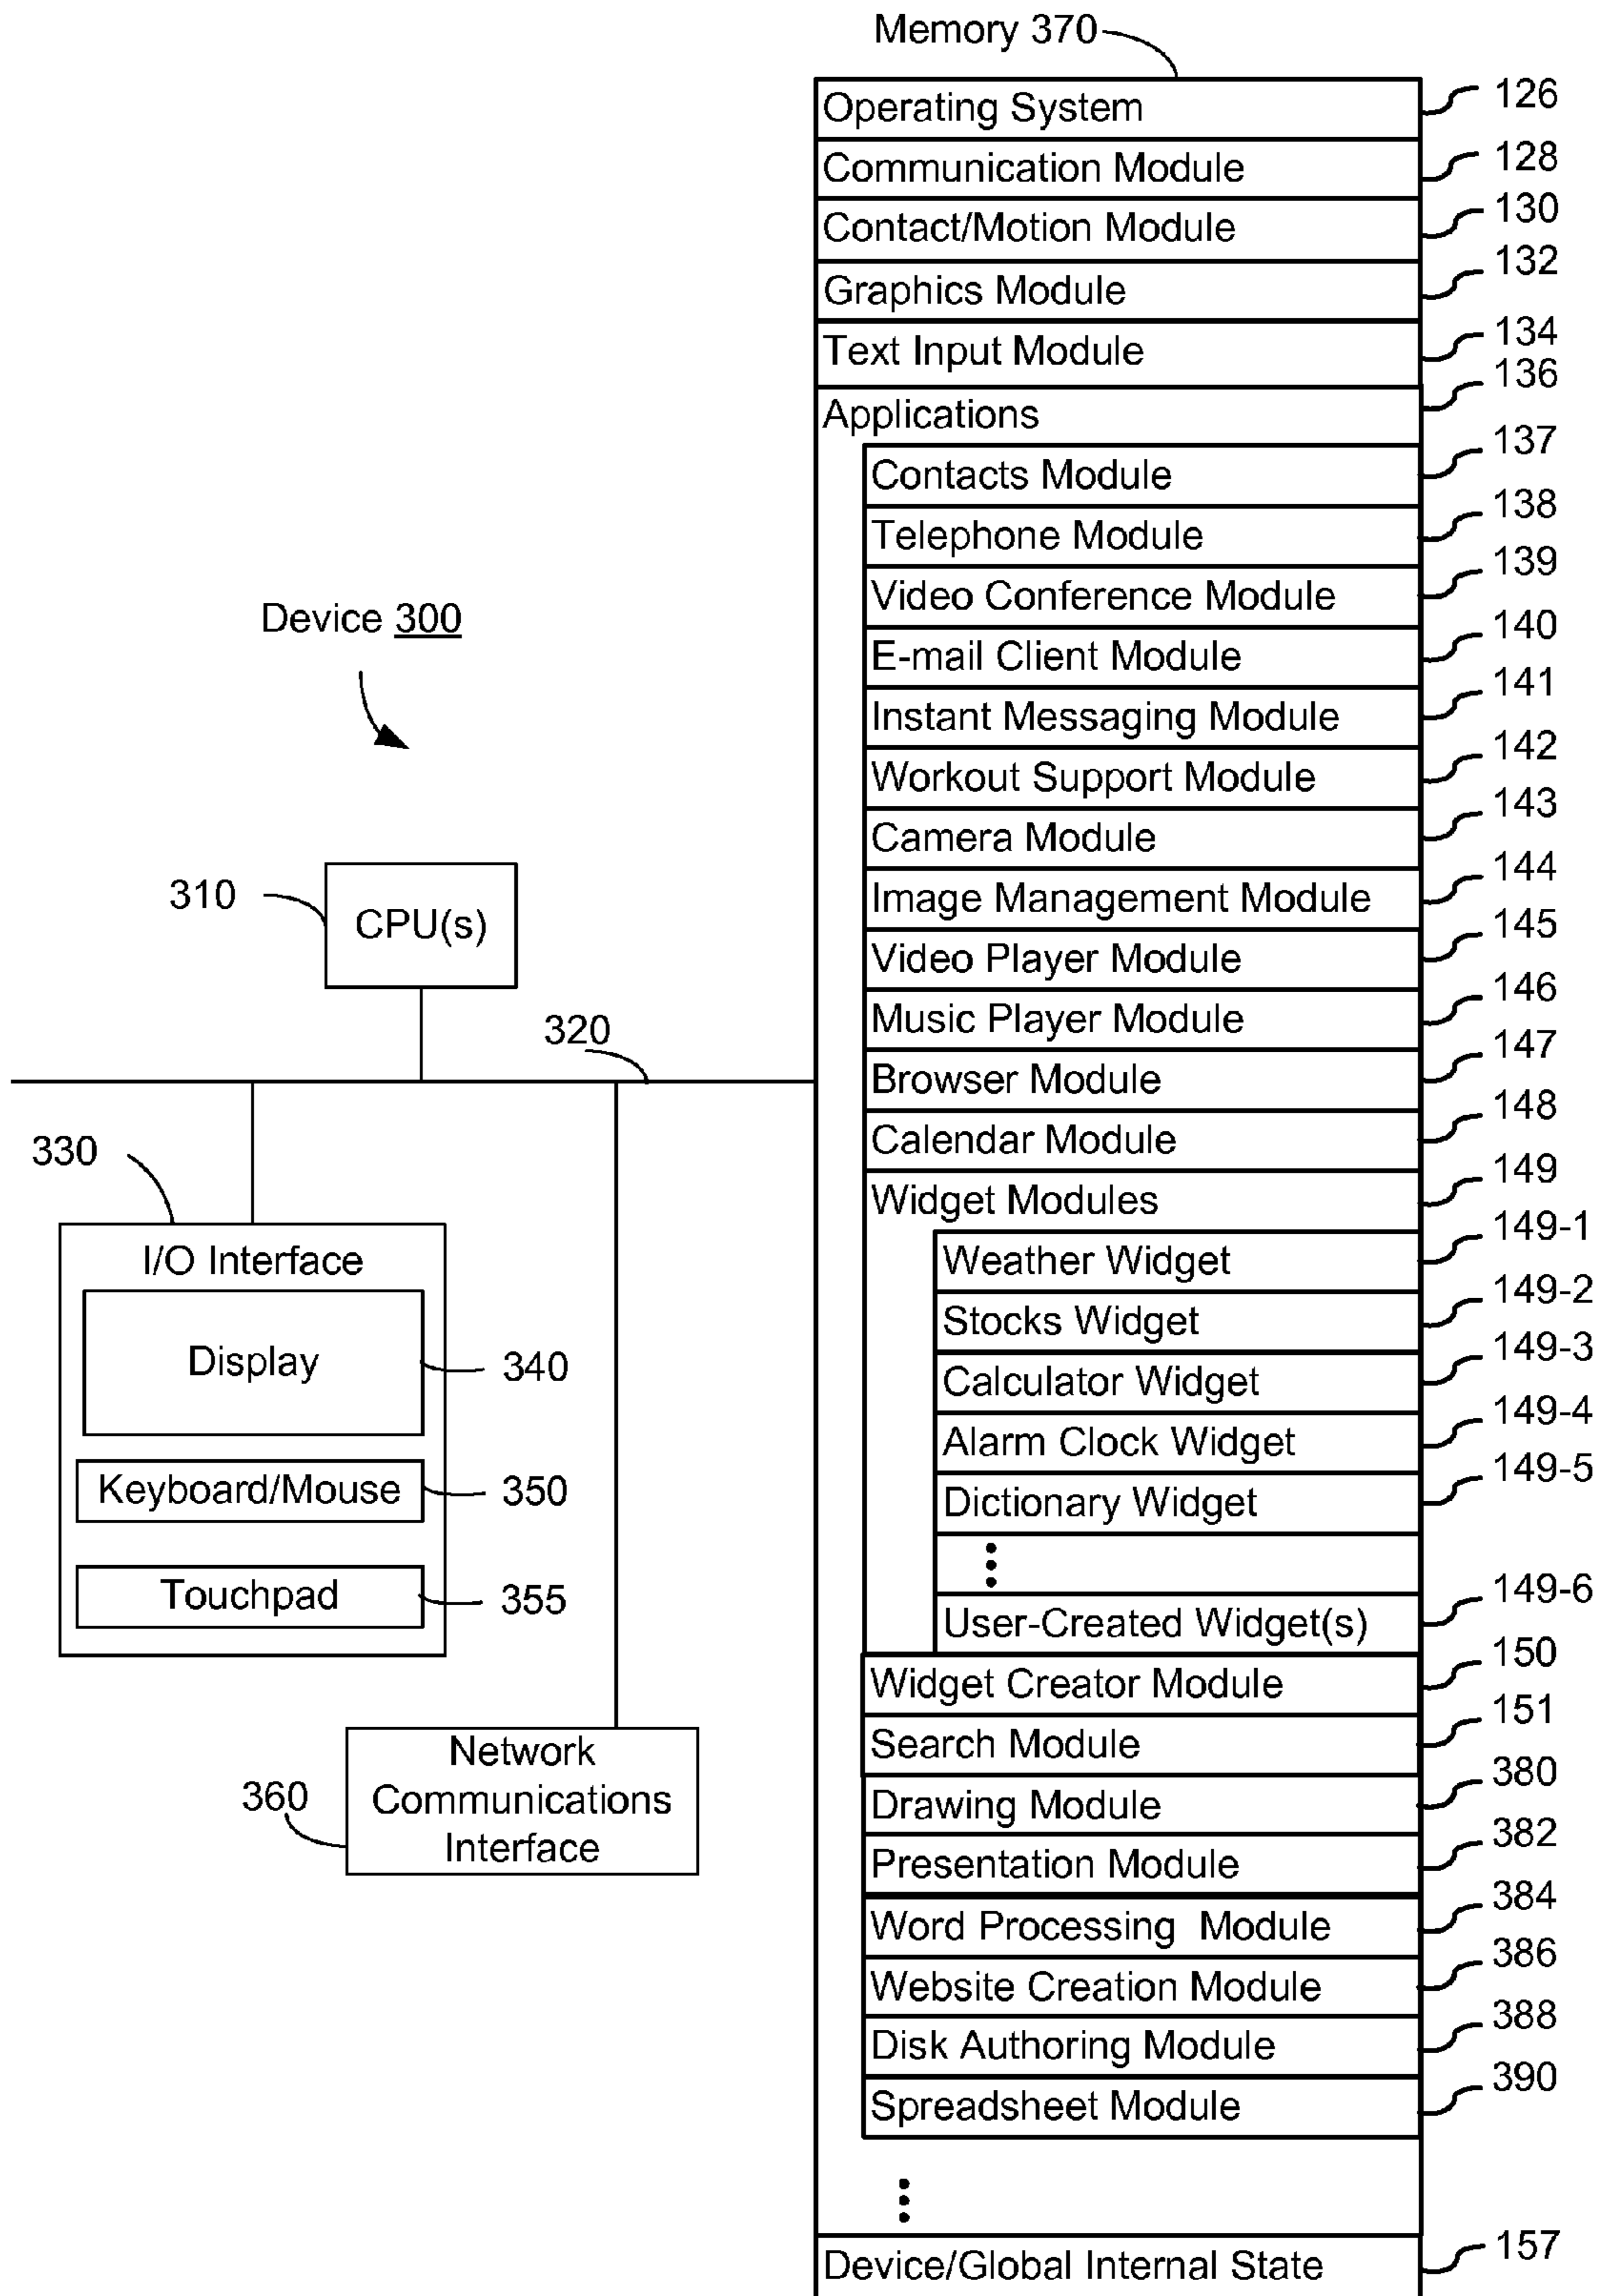 Memory 370
Operating System 126
Communication Module 128
Contact/Motion Module 130
Graphics Module 132
Text Input Module 134
Applications 136
Contacts Module 137
Telephone Module 138
Video Conference Module 139
E-mail Client Module 140
Instant Messaging Module 141
Workout Support Module 142
Camera Module 143
Image Management Module 144
Video Player Module 145
Music Player Module 146
Browser Module 147
Calendar Module 148
Widget Modules 149
Weather Widget 149-1
Stocks Widget 149-2
Calculator Widget 149-3
Alarm Clock Widget 149-4
Dictionary Widget 149-5
User-Created Widget(s) 149-6
Widget Creator Module 150
Search Module 151
Drawing Module 380
Presentation Module 382
Word Processing Module 384
Website Creation Module 386
Disk Authoring Module 388
Spreadsheet Module 390
Device/Global Internal State 157
Device 300
310 CPU(s)
320
330
I/O Interface
Display 340
Keyboard/Mouse 350
Touchpad 355
360
Network
Communications
Interface